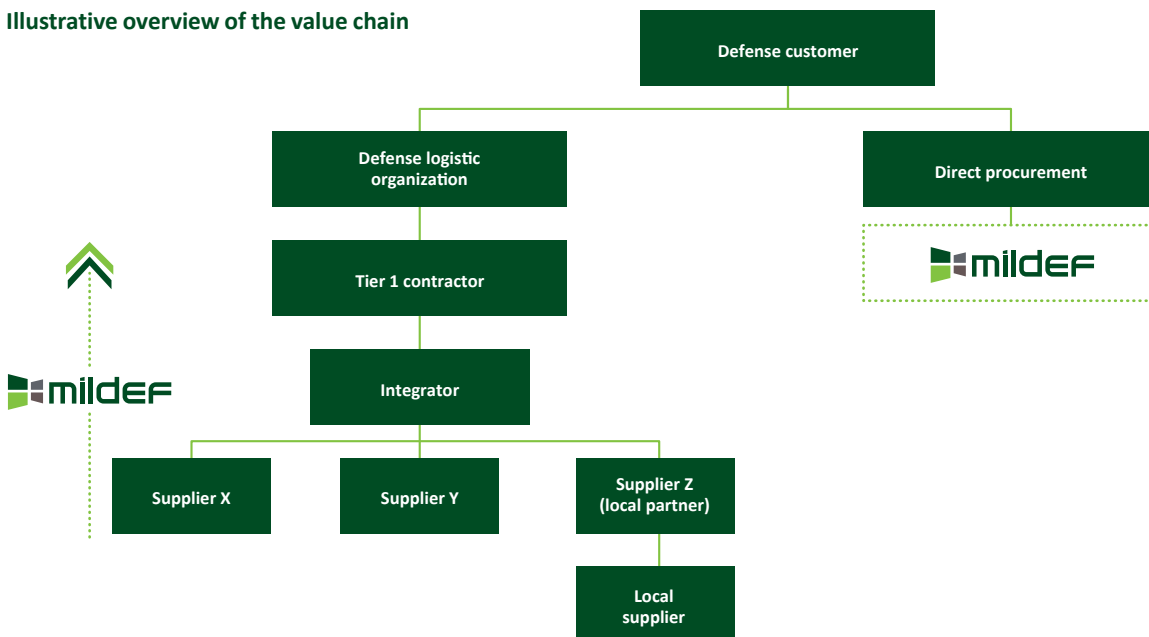 Illustrative overview of the value chain
Defense customer
Defense logistic
organization
Direct procurement
mildef
Tier 1 contractor
mildef
Integrator
Supplier X
Supplier Y
Supplier Z
(local partner)
Local
supplier